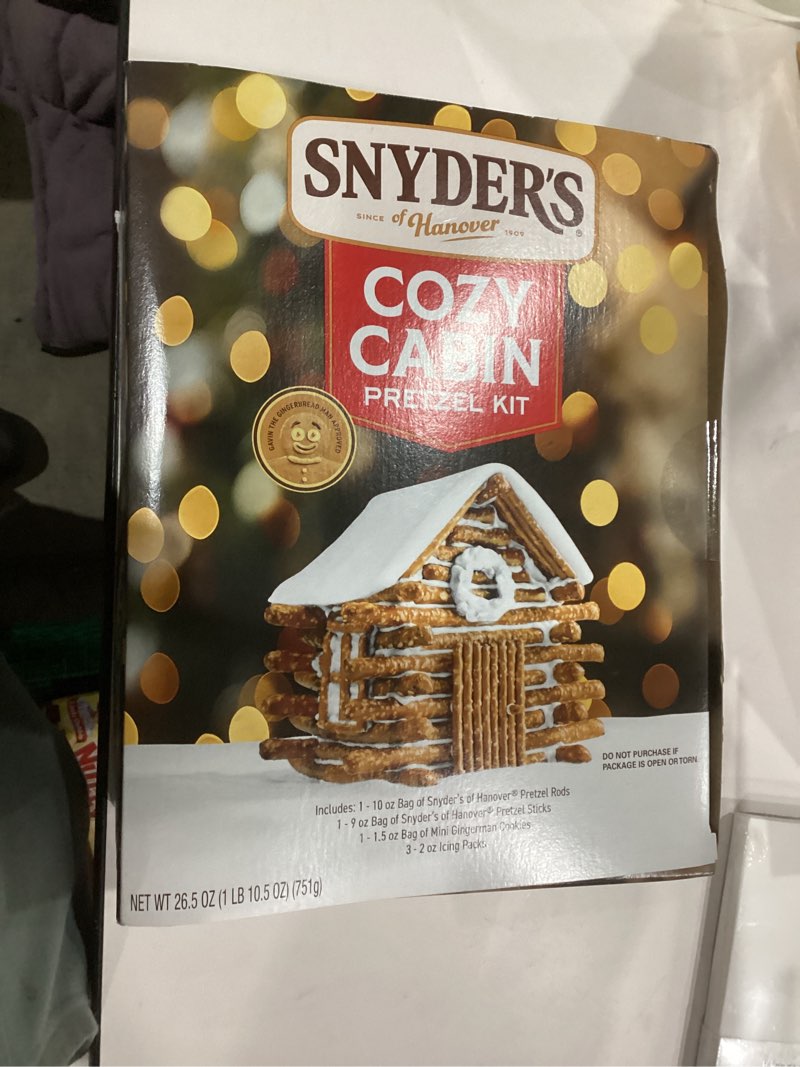 SNYDER'S
SINCE of Hanover 1909
®
COZY
CABIN
PRETZEL KIT
GAVIN THE GINGERBREAD MAN APPROVED
DO NOT PURCHASE IF
PACKAGE IS OPEN OR TORN.
Includes: 1 - 10 oz Bag of Snyder's of Hanover® Pretzel Rods
1 - 9 oz Bag of Snyder's of Hanover® Pretzel Sticks
1 - 1.5 oz Bag of Mini Gingerman Cookies
3 - 2 oz Icing Packs
NET WT 26.5 OZ (1 LB 10.5 OZ) (751g)